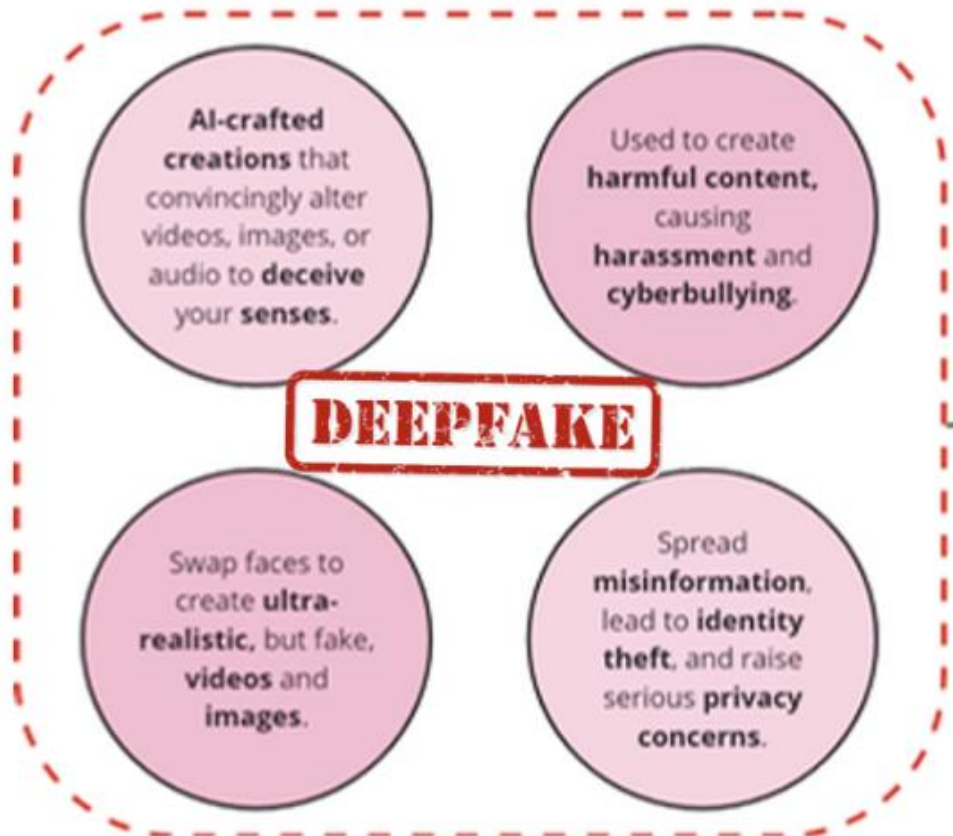 AI-crafted
creations that
convincingly alter
videos, images, or
audio to deceive
your senses.
Used to create
harmful content,
causing
harassment and
cyberbullying.
DEEPFAKE
Swap faces to
create ultra-
realistic, but fake,
videos and
images.
Spread
misinformation,
lead to identity
theft, and raise
serious privacy
concerns.